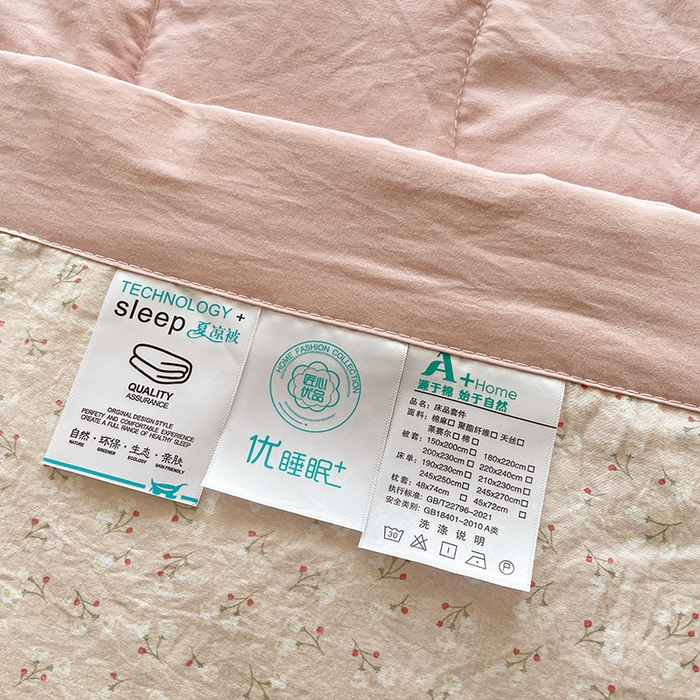 TECHNOLOGY +
sleep 夏凉被
QUALITY
ASSURANCE
ORGINAL DESIGN STYLE
PERFETY AND COMFORTABLE EXPERIENCE
CREATE A FULL RANGE OF HEALTHY SLEEP
自然·环保·生态·亲肤
NATURE GREENER ECOLOGY SKIN FRIENDLY
HOME FASHION COLLECTION
匠心
优品
优睡眠+
A+Home
源于棉 始于自然
品名：床品套件
面料：棉麻□ 聚酯纤维□ 天丝□
莱赛尔□ 棉□
被套：150x200cm□ 180x220cm□
200x230cm□ 220x240cm□
床单：190x230cm□ 210x230cm□
245x250cm□ 245x270cm□
枕套：48x74cm□ 45x72cm□
执行标准：GB/T22796-2021
安全类别：GB18401-2010 A类
洗涤说明
30
P